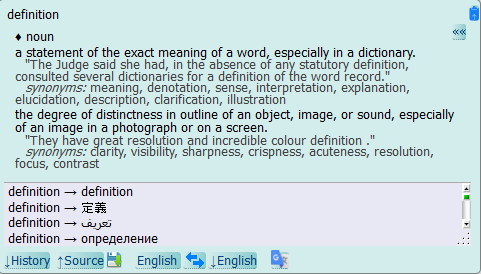 definition
♦ noun
««
a statement of the exact meaning of a word, especially in a dictionary.
"The Judge said she had, in the absence of any statutory definition,
consulted several dictionaries for a definition of the word record."
synonyms: meaning, denotation, sense, interpretation, explanation,
elucidation, description, clarification, illustration
the degree of distinctness in outline of an object, image, or sound, especially
of an image in a photograph or on a screen.
"They have great resolution and incredible colour definition ."
synonyms: clarity, visibility, sharpness, crispness, acuteness, resolution,
focus, contrast
definition → definition
definition → 定義
definition → تعريف
definition → определение
↓History ↑Source English ↓English